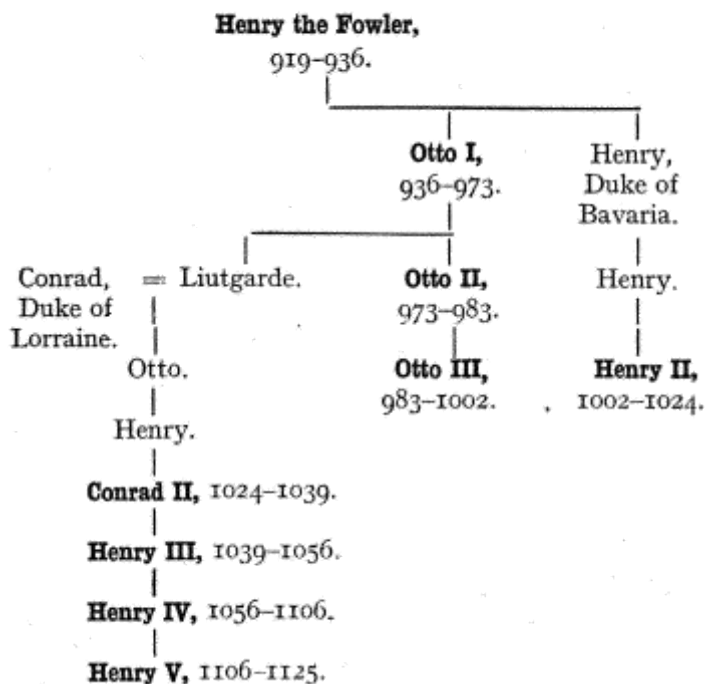 Henry the Fowler,
919–936.
Otto I,
936–973.
Henry,
Duke of
Bavaria.
Conrad,
Duke of
Lorraine.
= Liutgarde.
Otto II,
973–983.
Henry.
Otto.
Otto III,
983–1002.
Henry II,
1002–1024.
Henry.
Conrad II, 1024–1039.
Henry III, 1039–1056.
Henry IV, 1056–1106.
Henry V, 1106–1125.